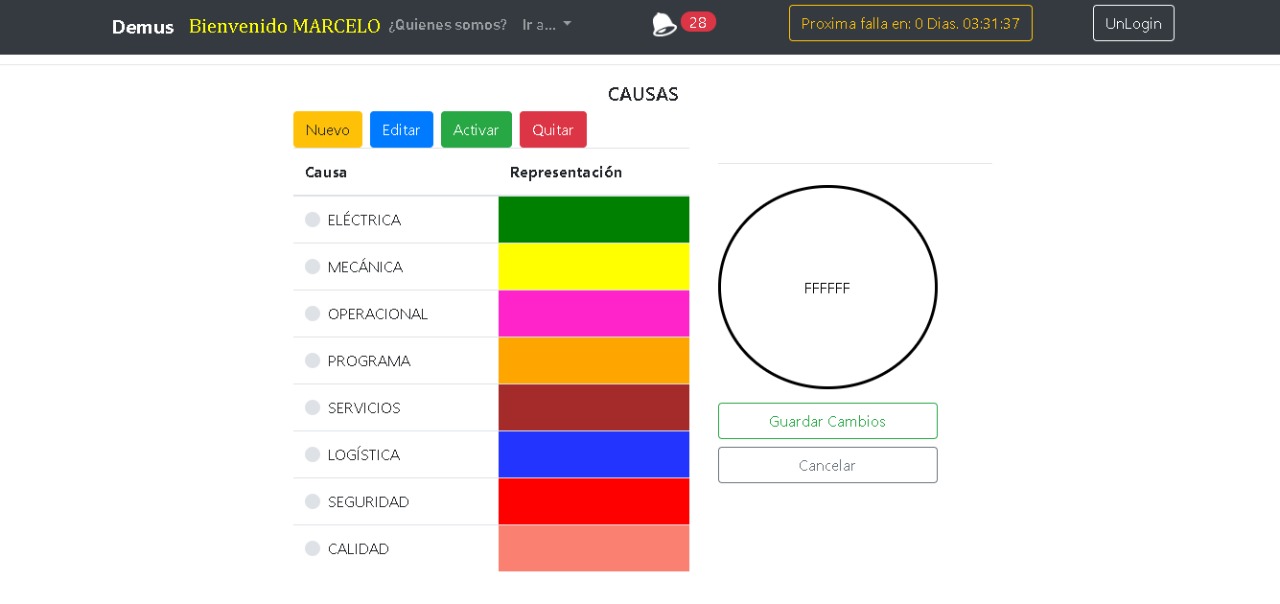 Demus Bienvenido MARCELO ¿Quienes somos? Ir a... 28 Proxima falla en: 0 Dias. 03:31:37 UnLogin
CAUSAS
Nuevo Editar Activar Quitar
Causa Representación
ELÉCTRICA
MECÁNICA
OPERACIONAL
PROGRAMA
SERVICIOS
LOGÍSTICA
SEGURIDAD
CALIDAD
FFFFFF
Guardar Cambios
Cancelar